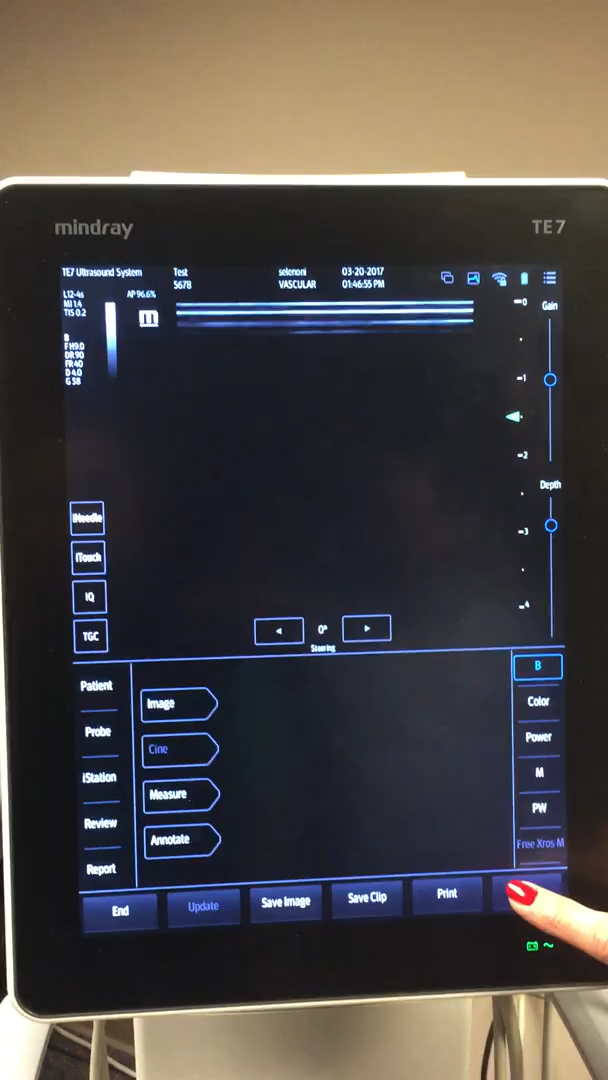 mindray
TE7
TE7 Ultrasound System
Test
selenoni
03-20-2017
5678
VASCULAR
01:46:55 PM
L12-4s
AP 96.6%
MI 1.4
TIS 0.2
m
0
Gain
B
F H9.0
DR 90
FR 40
D 4.0
G 58
1
2
Depth
3
4
iNeedle
iTouch
IQ
TGC
0°
Steering
Patient
Probe
iStation
Review
Report
Image
Cine
Measure
Annotate
B
Color
Power
M
PW
Free Xros M
End
Update
Save Image
Save Clip
Print